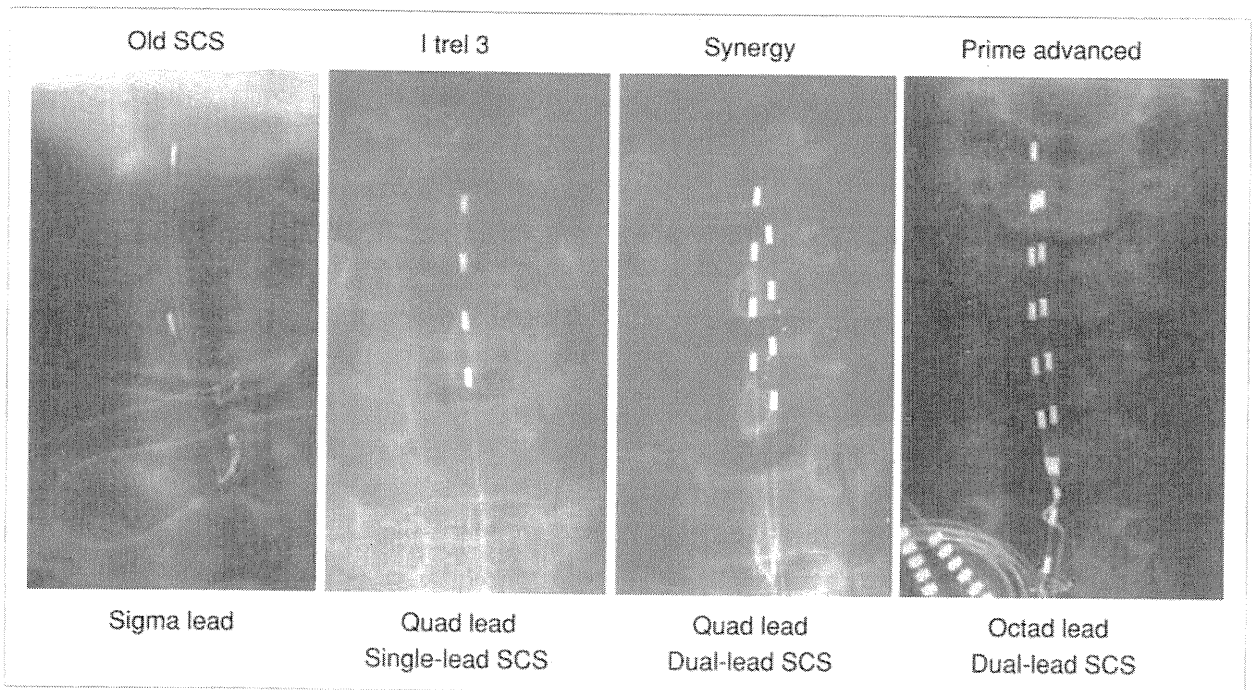 Old SCS
I trel 3
Synergy
Prime advanced
Sigma lead
Quad lead
Single-lead SCS
Quad lead
Dual-lead SCS
Octad lead
Dual-lead SCS